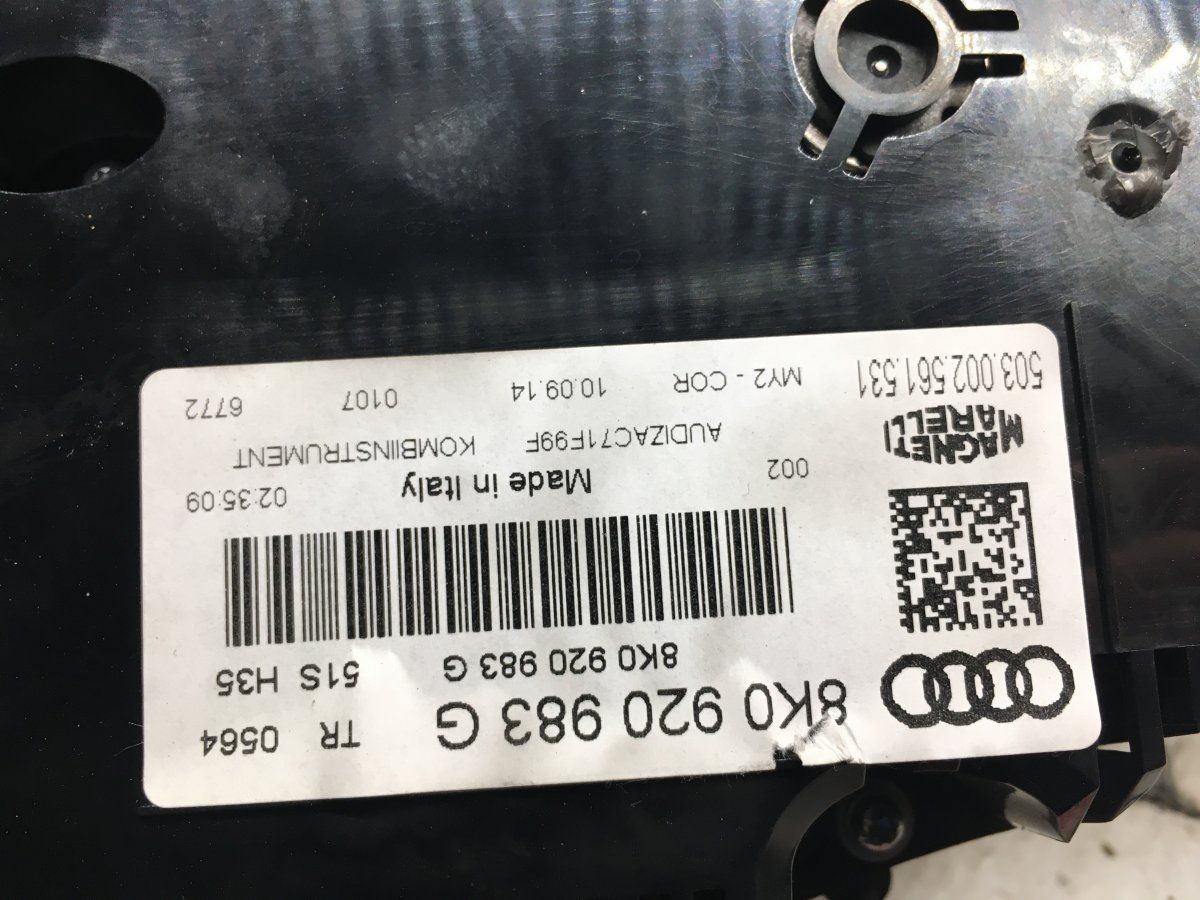 8K0 920 983 G TR 0564
8K0 920 983 G 51S H35
002 Made in Italy 02:35:09
MAGNETI MARELLI
AUDIZAC71F99F KOMBIINSTRUMENT
503.002.561.531 MY2 - COR 10.09.14 0107 6772